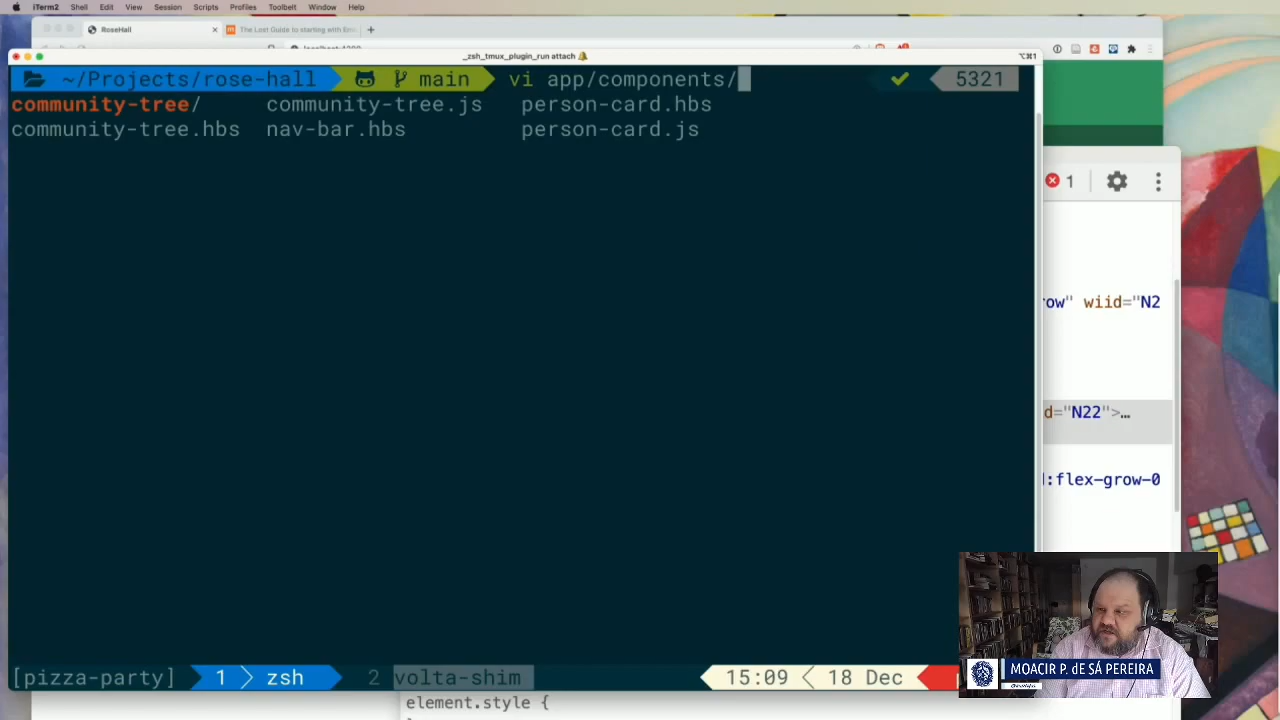 iTerm2 Shell Edit View Session Scripts Profiles Toolbelt Window Help
RoseHall The Lost Guide to starting with Em
_zsh_tmux_plugin_run attach ⌥⌘1
~/Projects/rose-hall main vi app/components/ ✔ 5321
community-tree/ community-tree.js person-card.hbs
community-tree.hbs nav-bar.hbs person-card.js
1
row" wiid="N2
d="N22">…
:flex-grow-0
[pizza-party] 1 zsh 2 volta-shim 15:09 18 Dec
MOACIR P. dE SÁ PEREIRA
element.style {